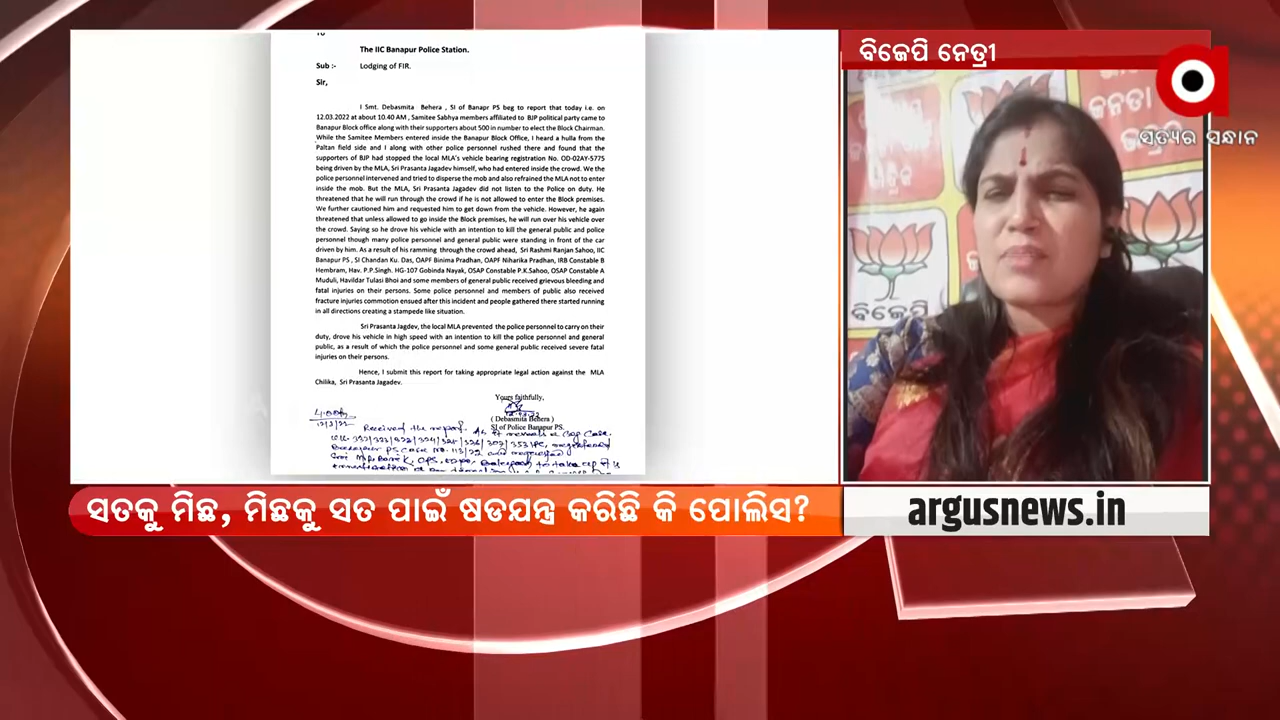 The IIC Banapur Police Station.
Sub :- Lodging of FIR.
Sir,
I Smt. Debasmita Behera , SI of Banapr PS beg to report that today i.e. on
12.03.2022 at about 10.40 AM , Samitee Sabhya members affiliated to BJP political party came to
Banapur Block office along with their supporters about 500 in number to elect the Block Chairman.
While the Samitee Members entered inside the Banapur Block Office, I heard a hulla from the
Paltan field side and I along with other police personnel rushed there and found that the
supporters of BJP had stopped the local MLA's vehicle bearing registration No. OD-02AY-5775
being driven by the MLA, Sri Prasanta Jagadev himself, who had entered inside the crowd. We the
police personnel intervened and tried to disperse the mob and also refrained the MLA not to enter
inside the mob. But the MLA, Sri Prasanta Jagadev did not listen to the Police on duty. He
threatened that he will run through the crowd if he is not allowed to enter the Block premises.
We further cautioned him and requested him to get down from the vehicle. However, he again
threatened that unless allowed to go inside the Block premises, he will run over his vehicle over
the crowd. Saying so he drove his vehicle with an intention to kill the general public and police
personnel though many police personnel and general public were standing in front of the car
driven by him. As a result of his ramming through the crowd ahead, Sri Rashmi Ranjan Sahoo, IIC
Banapur PS , SI Chandan Ku. Das, OAPF Binima Pradhan, OAPF Niharika Pradhan, IRB Constable B
Hembram, Hav. P.P.Singh. HG-107 Gobinda Nayak, OSAP Constable P.K.Sahoo, OSAP Constable A
Muduli, Havildar Tulasi Bhoi and some members of general public received grievous bleeding and
fatal injuries on their persons. Some police personnel and members of public also received
fracture injuries commotion ensued after this incident and people gathered there started running
in all directions creating a stampede like situation.
Sri Prasanta Jagdev, the local MLA prevented the police personnel to carry on their
duty, drove his vehicle in high speed with an intention to kill the police personnel and general
public, as a result of which the police personnel and some general public received severe fatal
injuries on their persons.
Hence, I submit this report for taking appropriate legal action against the MLA
Chilika, Sri Prasanta Jagadev.
Yours faithfully,
( Debasmita Behera )
SI of Police Banapur PS.
Received the report. As it reveals a cog case
ବିଜେପି ନେତ୍ରୀ
ସତ୍ୟର ସନ୍ଧାନ
ଜନତା
ବିଜେପି
ସତକୁ ମିଛ, ମିଛକୁ ସତ ପାଇଁ ଷଡଯନ୍ତ୍ର କରିଛି କି ପୋଲିସ?
argusnews.in